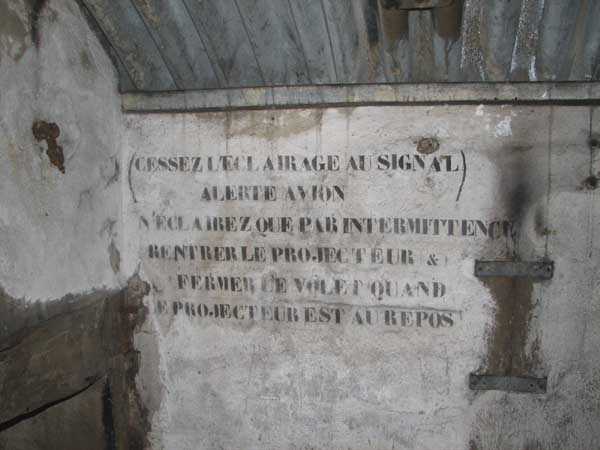 (CESSEZ L'ECLAIRAGE AU SIGNAL)
ALERTE AVION
N'ECLAIREZ QUE PAR INTERMITTENCE
RENTRER LE PROJECTEUR &
FERMER LE VOLET QUAND
LE PROJECTEUR EST AU REPOS